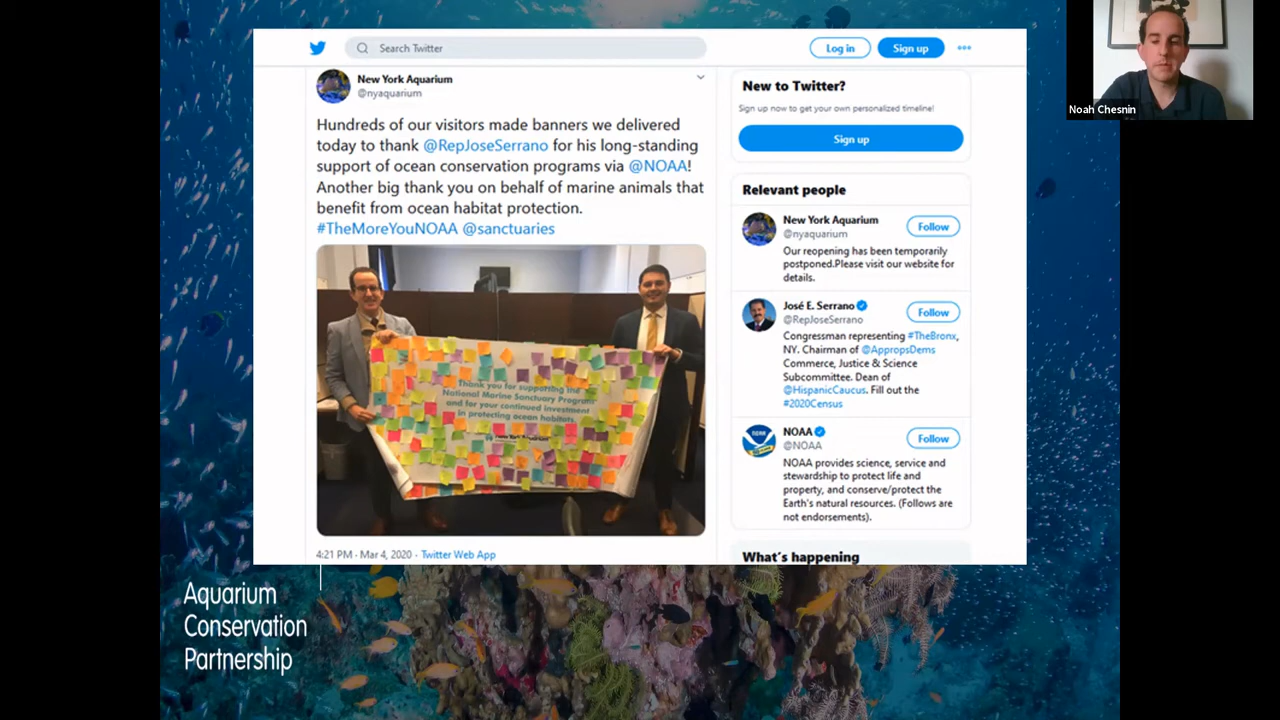 Search Twitter
Log in
Sign up
New York Aquarium
@nyaquarium
Hundreds of our visitors made banners we delivered
today to thank @RepJoseSerrano for his long-standing
support of ocean conservation programs via @NOAA!
Another big thank you on behalf of marine animals that
benefit from ocean habitat protection.
#TheMoreYouNOAA @sanctuaries
Thank you for supporting the
National Marine Sanctuary Program
and for your continued investment
in protecting ocean habitats.
New York Aquarium
4:21 PM · Mar 4, 2020 · Twitter Web App
New to Twitter?
Sign up now to get your own personalized timeline!
Sign up
Relevant people
New York Aquarium
@nyaquarium
Follow
Our reopening has been temporarily
postponed.Please visit our website for
details.
José E. Serrano
@RepJoseSerrano
Follow
Congressman representing #TheBronx,
NY. Chairman of @AppropsDems
Commerce, Justice & Science
Subcommittee. Dean of
@HispanicCaucus. Fill out the
#2020Census
NOAA
@NOAA
Follow
NOAA provides science, service and
stewardship to protect life and
property, and conserve/protect the
Earth's natural resources. (Follows are
not endorsements).
What's happening
Noah Chesnin
Aquarium
Conservation
Partnership